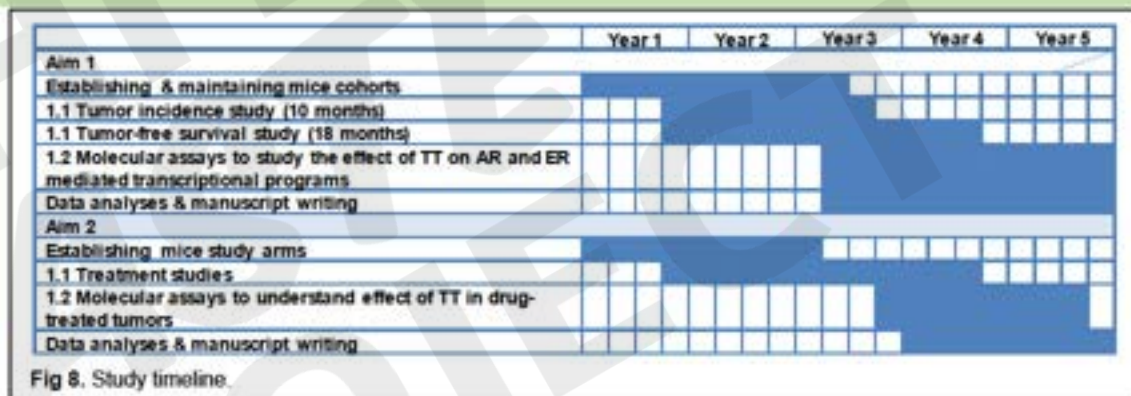 Year 1 Year 2 Year 3 Year 4 Year 5
Aim 1
Establishing & maintaining mice cohorts
1.1 Tumor incidence study (10 months)
1.1 Tumor-free survival study (18 months)
1.2 Molecular assays to study the effect of TT on AR and ER
mediated transcriptional programs
Data analyses & manuscript writing
Aim 2
Establishing mice study arms
1.1 Treatment studies
1.2 Molecular assays to understand effect of TT in drug-
treated tumors
Data analyses & manuscript writing
Fig 8. Study timeline.